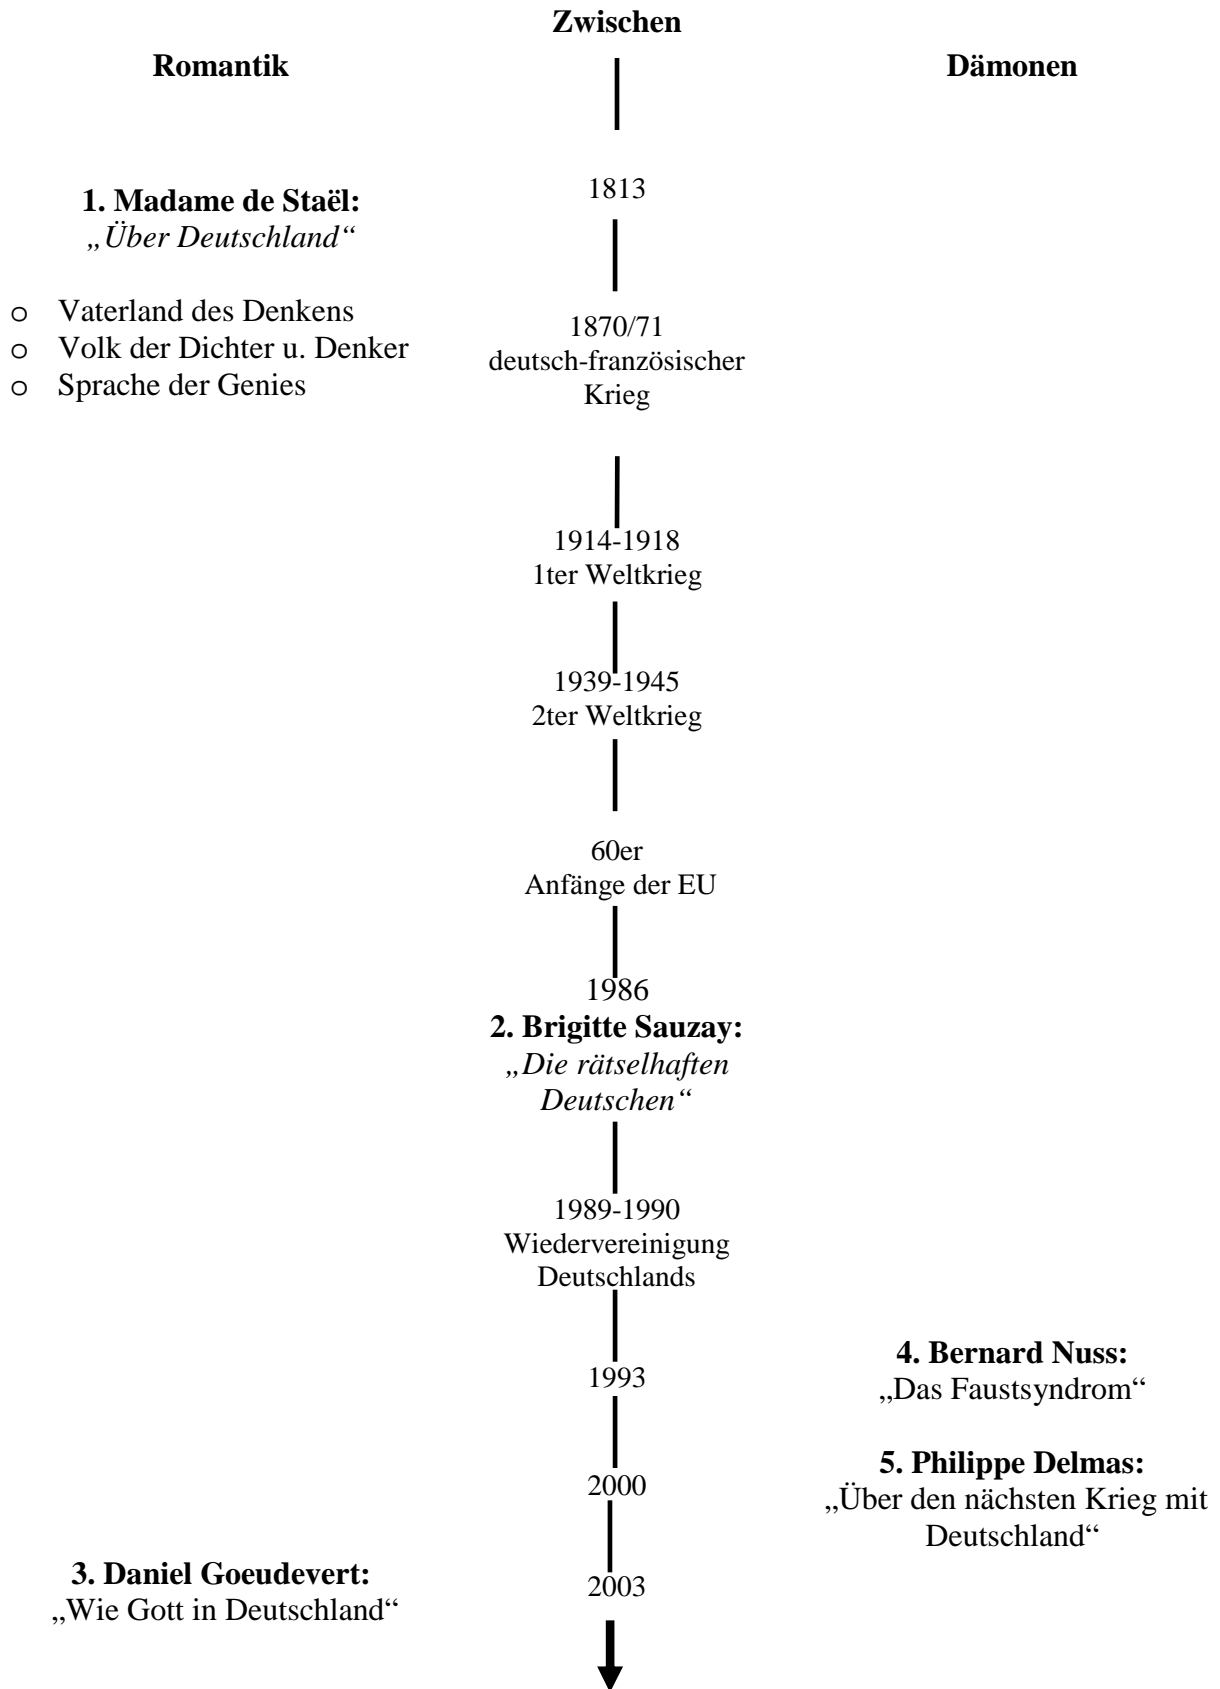 Zwischen
Romantik
Dämonen
1813
1. Madame de Staël:
„Über Deutschland“
o Vaterland des Denkens
o Volk der Dichter u. Denker
o Sprache der Genies
1870/71
deutsch-französischer
Krieg
1914-1918
1ter Weltkrieg
1939-1945
2ter Weltkrieg
60er
Anfänge der EU
1986
2. Brigitte Sauzay:
„Die rätselhaften
Deutschen“
1989-1990
Wiedervereinigung
Deutschlands
1993
4. Bernard Nuss:
„Das Faustsyndrom“
2000
5. Philippe Delmas:
„Über den nächsten Krieg mit
Deutschland“
3. Daniel Goeudevert:
„Wie Gott in Deutschland“
2003